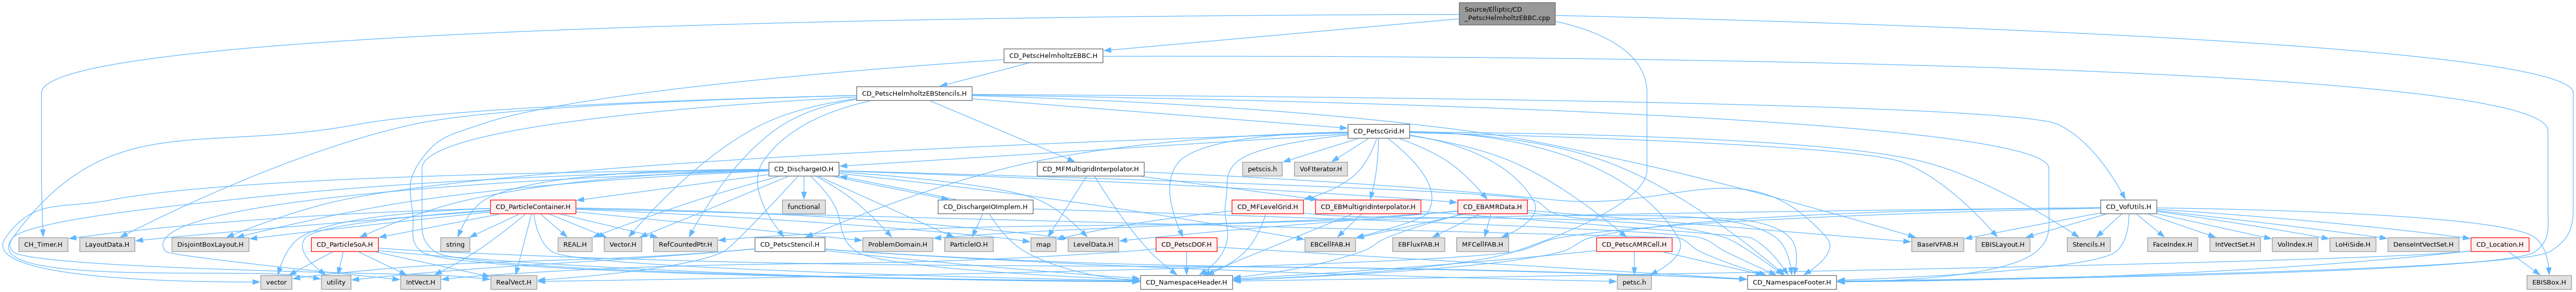 Source/Elliptic/CD
_PetscHelmholtzEBBC.cpp
CD_PetscHelmholtzEBBC.H
CD_PetscHelmholtzEBStencils.H
CD_PetscGrid.H
CD_DischargeIO.H
CD_MFMultigridInterpolator.H
petscis.h
VoFIterator.H
CD_ParticleContainer.H
functional
CD_DischargeIOImplem.H
CD_MFLevelGrid.H
CD_EBMultigridInterpolator.H
CD_EBAMRData.H
CD_VofUtils.H
CH_Timer.H
LayoutData.H
DisjointBoxLayout.H
CD_ParticleSoA.H
string
REAL.H
Vector.H
RefCountedPtr.H
CD_PetscStencil.H
ProblemDomain.H
ParticleIO.H
map
LevelData.H
CD_PetscDOF.H
EBCellFAB.H
EBFluxFAB.H
MFCellFAB.H
CD_PetscAMRCell.H
BaseIVFAB.H
EBISLayout.H
Stencils.H
FaceIndex.H
IntVectSet.H
VolIndex.H
LoHiSide.H
DenseIntVectSet.H
CD_Location.H
vector
utility
IntVect.H
RealVect.H
CD_NamespaceHeader.H
petsc.h
CD_NamespaceFooter.H
EBISBox.H